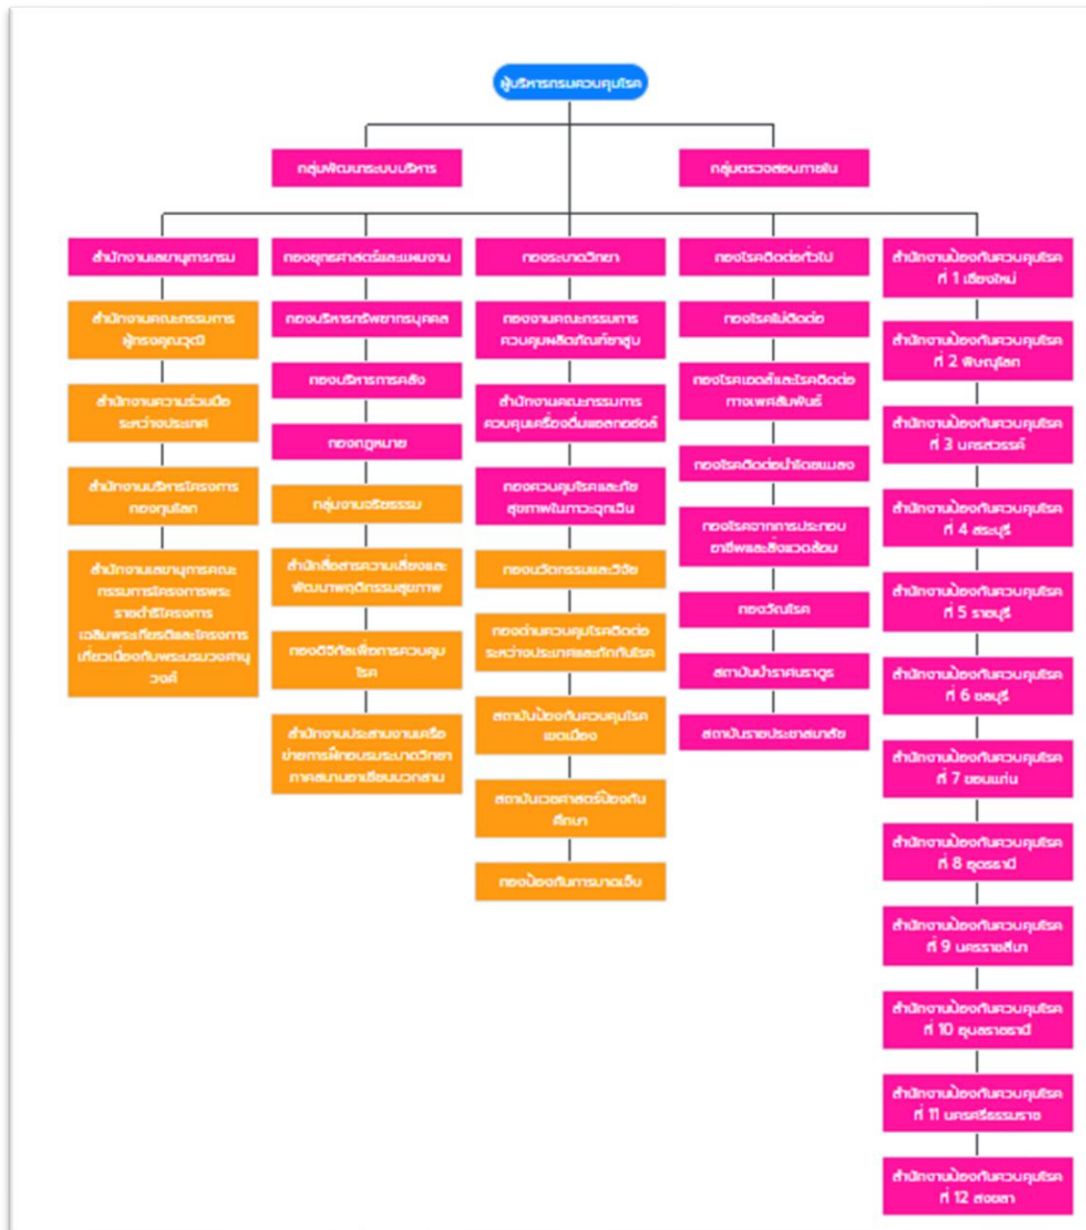 ผู้บริหารกรมควบคุมโรค
กลุ่มพัฒนาระบบบริหาร
กลุ่มตรวจสอบภายใน
สำนักงานเลขานุการกรม
สำนักงานคณะกรรมการ
ผู้ทรงคุณวุฒิ
สำนักงานความร่วมมือ
ระหว่างประเทศ
สำนักงานบริหารโครงการ
กองทุนโลก
สำนักงานเลขานุการคณะ
กรรมการโครงการพระ
ราชดำริโครงการ
เฉลิมพระเกียรติและโครงการ
เกี่ยวเนื่องกับพระบรมวงศานุ
วงศ์
กองยุทธศาสตร์และแผนงาน
กองบริหารทรัพยากรบุคคล
กองบริหารการคลัง
กองกฎหมาย
กลุ่มงานจริยธรรม
สำนักสื่อสารความเสี่ยงและ
พัฒนาพฤติกรรมสุขภาพ
กองดิจิทัลเพื่อการควบคุม
โรค
สำนักงานประสานงานเครือ
ข่ายการฝึกอบรมระบาดวิทยา
ภาคสนามอาเซียนบวกสาม
กองระบาดวิทยา
กองงานคณะกรรมการ
ควบคุมผลิตภัณฑ์ยาสูบ
สำนักงานคณะกรรมการ
ควบคุมเครื่องดื่มแอลกอฮอล์
กองควบคุมโรคและภัย
สุขภาพในภาวะฉุกเฉิน
กองนวัตกรรมและวิจัย
กองด่านควบคุมโรคติดต่อ
ระหว่างประเทศและกักกันโรค
สถาบันป้องกันควบคุมโรค
เขตเมือง
สถาบันเวชศาสตร์ป้องกัน
ศึกษา
กองป้องกันการบาดเจ็บ
กองโรคติดต่อทั่วไป
กองโรคไม่ติดต่อ
กองโรคเอดส์และโรคติดต่อ
ทางเพศสัมพันธ์
กองโรคติดต่อนำโดยแมลง
กองโรคจากการประกอบ
อาชีพและสิ่งแวดล้อม
กองวัณโรค
สถาบันบำราศนราดูร
สถาบันราชประชาสมาสัย
สำนักงานป้องกันควบคุมโรค
ที่ 1 เชียงใหม่
สำนักงานป้องกันควบคุมโรค
ที่ 2 พิษณุโลก
สำนักงานป้องกันควบคุมโรค
ที่ 3 นครสวรรค์
สำนักงานป้องกันควบคุมโรค
ที่ 4 สระบุรี
สำนักงานป้องกันควบคุมโรค
ที่ 5 ราชบุรี
สำนักงานป้องกันควบคุมโรค
ที่ 6 ชลบุรี
สำนักงานป้องกันควบคุมโรค
ที่ 7 ขอนแก่น
สำนักงานป้องกันควบคุมโรค
ที่ 8 อุดรธานี
สำนักงานป้องกันควบคุมโรค
ที่ 9 นครราชสีมา
สำนักงานป้องกันควบคุมโรค
ที่ 10 อุบลราชธานี
สำนักงานป้องกันควบคุมโรค
ที่ 11 นครศรีธรรมราช
สำนักงานป้องกันควบคุมโรค
ที่ 12 สงขลา